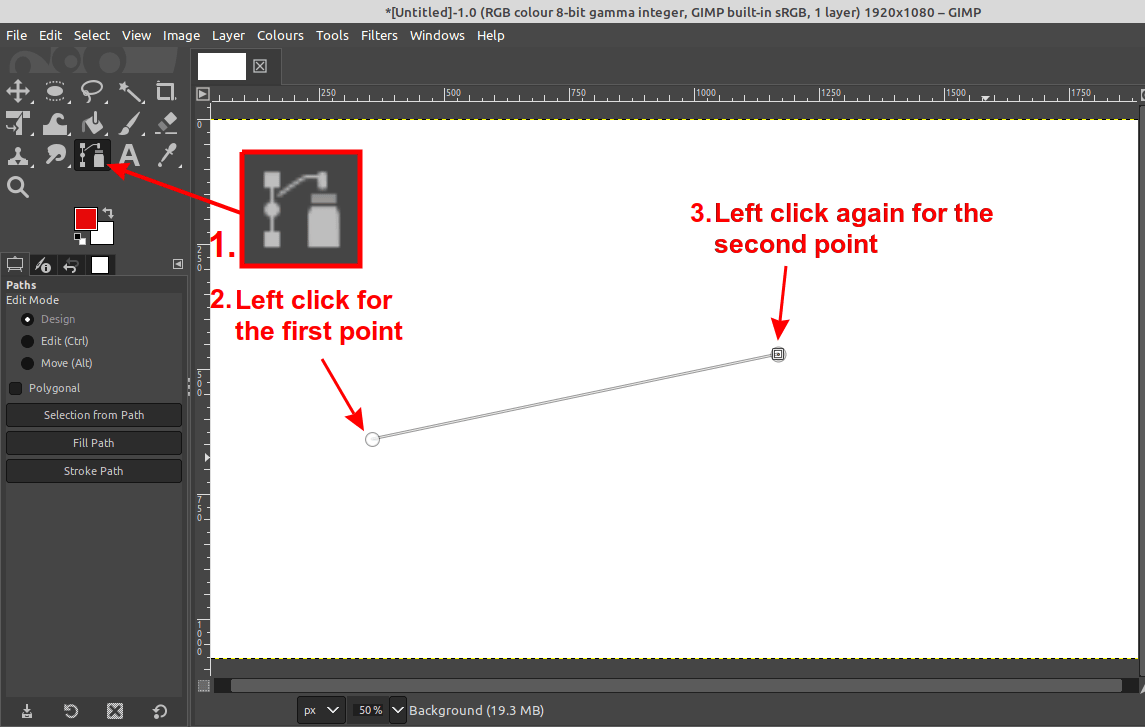 *[Untitled]-1.0 (RGB colour 8-bit gamma integer, GIMP built-in sRGB, 1 layer) 1920x1080 – GIMP
File Edit Select View Image Layer Colours Tools Filters Windows Help
250 500 750 1000 1250 1500 1750
0
250
500
750
1000
1.
2. Left click for
the first point
3. Left click again for the
second point
Paths
Edit Mode
Design
Edit (Ctrl)
Move (Alt)
Polygonal
Selection from Path
Fill Path
Stroke Path
px 50 % Background (19.3 MB)